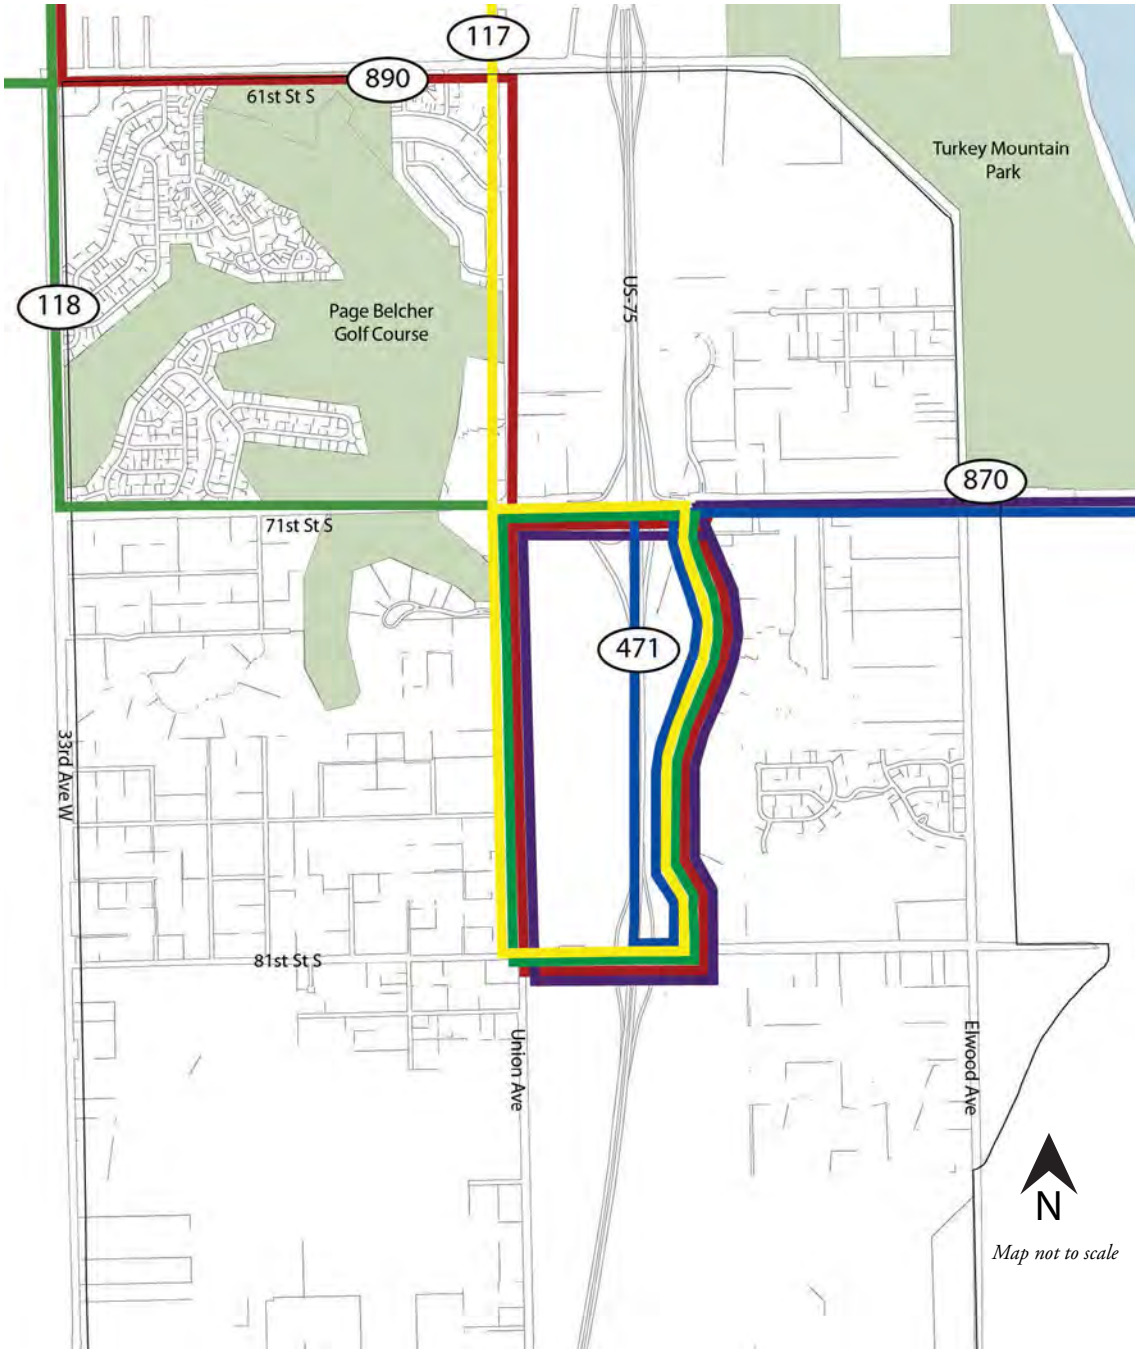 117
890
61st St S
Turkey Mountain
Park
118
US-75
Page Belcher
Golf Course
870
71st St S
471
33rd Ave W
81st St S
Union Ave
Elwood Ave
N
Map not to scale